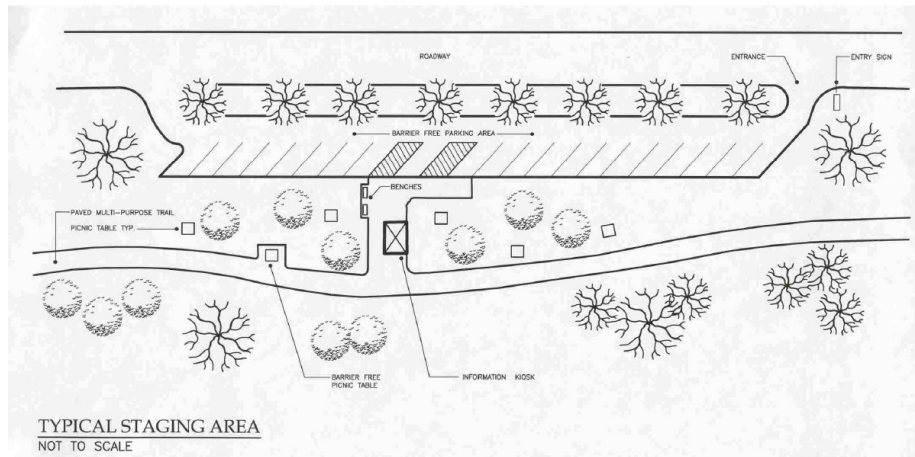 ROADWAY
ENTRANCE
ENTRY SIGN
BARRIER FREE PARKING AREA
BENCHES
PAVED MULTI-PURPOSE TRAIL
PICNIC TABLE TYP.
BARRIER FREE
PICNIC TABLE
INFORMATION KIOSK
TYPICAL STAGING AREA
NOT TO SCALE